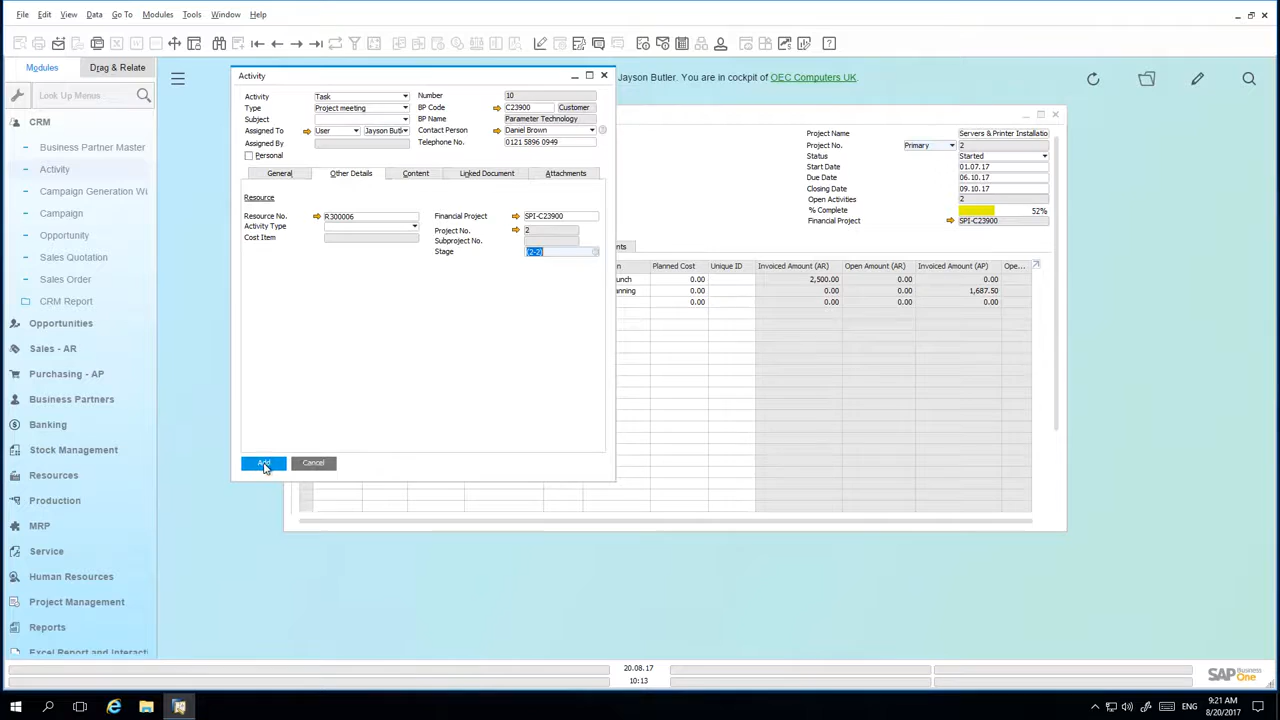 File Edit View Data Go To Modules Tools Window Help
Modules Drag & Relate
Look Up Menus
CRM
Business Partner Master
Activity
Campaign Generation Wi
Campaign
Opportunity
Sales Quotation
Sales Order
CRM Report
Opportunities
Sales - AR
Purchasing - AP
Business Partners
Banking
Stock Management
Resources
Production
MRP
Service
Human Resources
Project Management
Reports
Excel Report and Interacti
Jayson Butler. You are in cockpit of OEC Computers UK.
Activity
Activity Task
Type Project meeting
Subject
Assigned To User Jayson Butl
Assigned By
Personal
Number 10
BP Code C23900 Customer
BP Name Parameter Technology
Contact Person Daniel Brown
Telephone No. 0121 5896 0949
General Other Details Content Linked Document Attachments
Resource
Resource No. R300006
Activity Type
Cost Item
Financial Project SPI-C23900
Project No. 2
Subproject No.
Stage (2-2)
Add Cancel
Project Name Servers & Printer Installatio
Project No. Primary 2
Status Started
Start Date 01.07.17
Due Date 06.10.17
Closing Date 09.10.17
Open Activities 2
% Complete 52%
Financial Project SPI-C23900
nts
n Planned Cost Unique ID Invoiced Amount (AR) Open Amount (AR) Invoiced Amount (AP) Ope...
unch 0.00 2,500.00 0.00 0.00
anning 0.00 0.00 0.00 1,687.50
0.00 0.00 0.00 0.00
20.08.17
10:13
SAP Business One
ENG
9:21 AM
8/20/2017